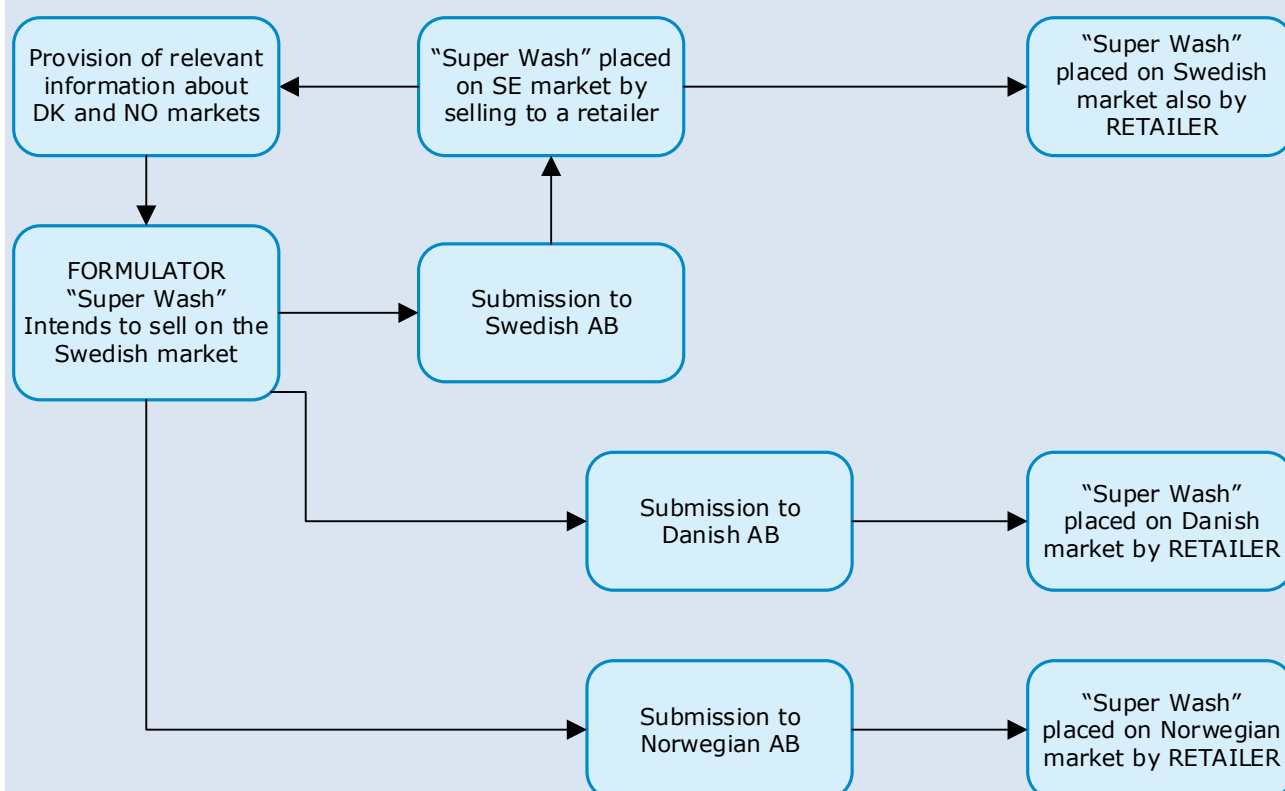 Provision of relevant
information about
DK and NO markets
“Super Wash” placed
on SE market by
selling to a retailer
“Super Wash”
placed on Swedish
market also by
RETAILER
FORMULATOR
“Super Wash”
Intends to sell on the
Swedish market
Submission to
Swedish AB
Submission to
Danish AB
“Super Wash”
placed on Danish
market by RETAILER
Submission to
Norwegian AB
“Super Wash”
placed on Norwegian
market by RETAILER